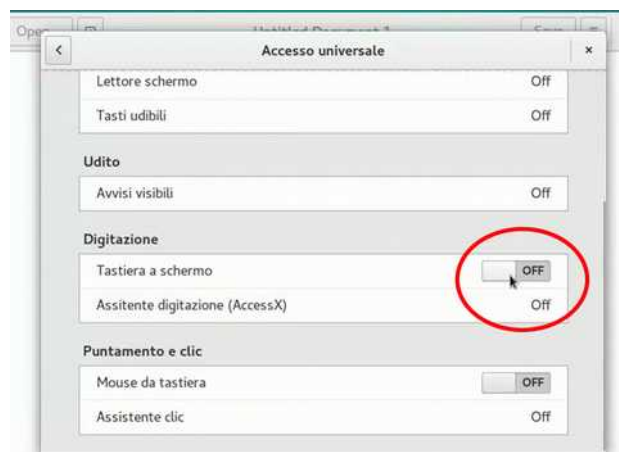 Open
Accesso universale
Lettore schermo Off
Tasti udibili Off
Udito
Avvisi visibili Off
Digitazione
Tastiera a schermo OFF
Assitente digitazione (AccessX) Off
Puntamento e clic
Mouse da tastiera OFF
Assistente clic Off